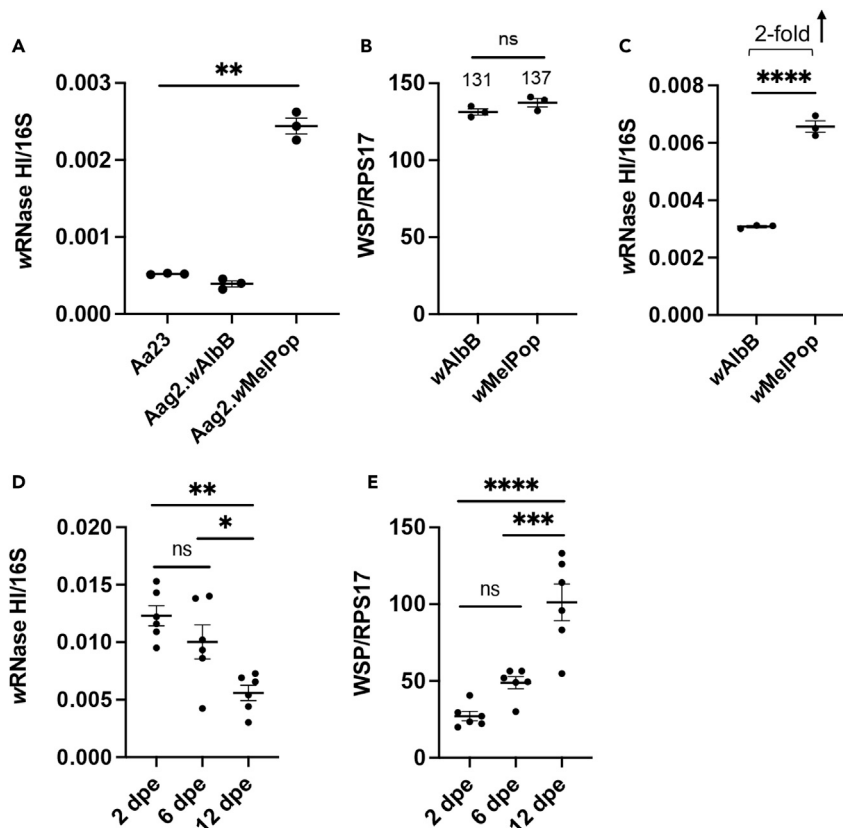 A
wRNase HI/16S
0.003
0.002
0.001
0.000
**
Aa23
Aag2.wAlbB
Aag2.wMelPop
B
WSP/RPS17
150
100
50
0
ns
131 137
wAlbB
wMelPop
C
wRNase HI/16S
0.008
0.006
0.004
0.002
0.000
2-fold
****
wAlbB
wMelPop
D
wRNase HI/16S
0.020
0.015
0.010
0.005
0.000
**
*
ns
2 dpe
6 dpe
12 dpe
E
WSP/RPS17
150
100
50
0
****
***
ns
2 dpe
6 dpe
12 dpe